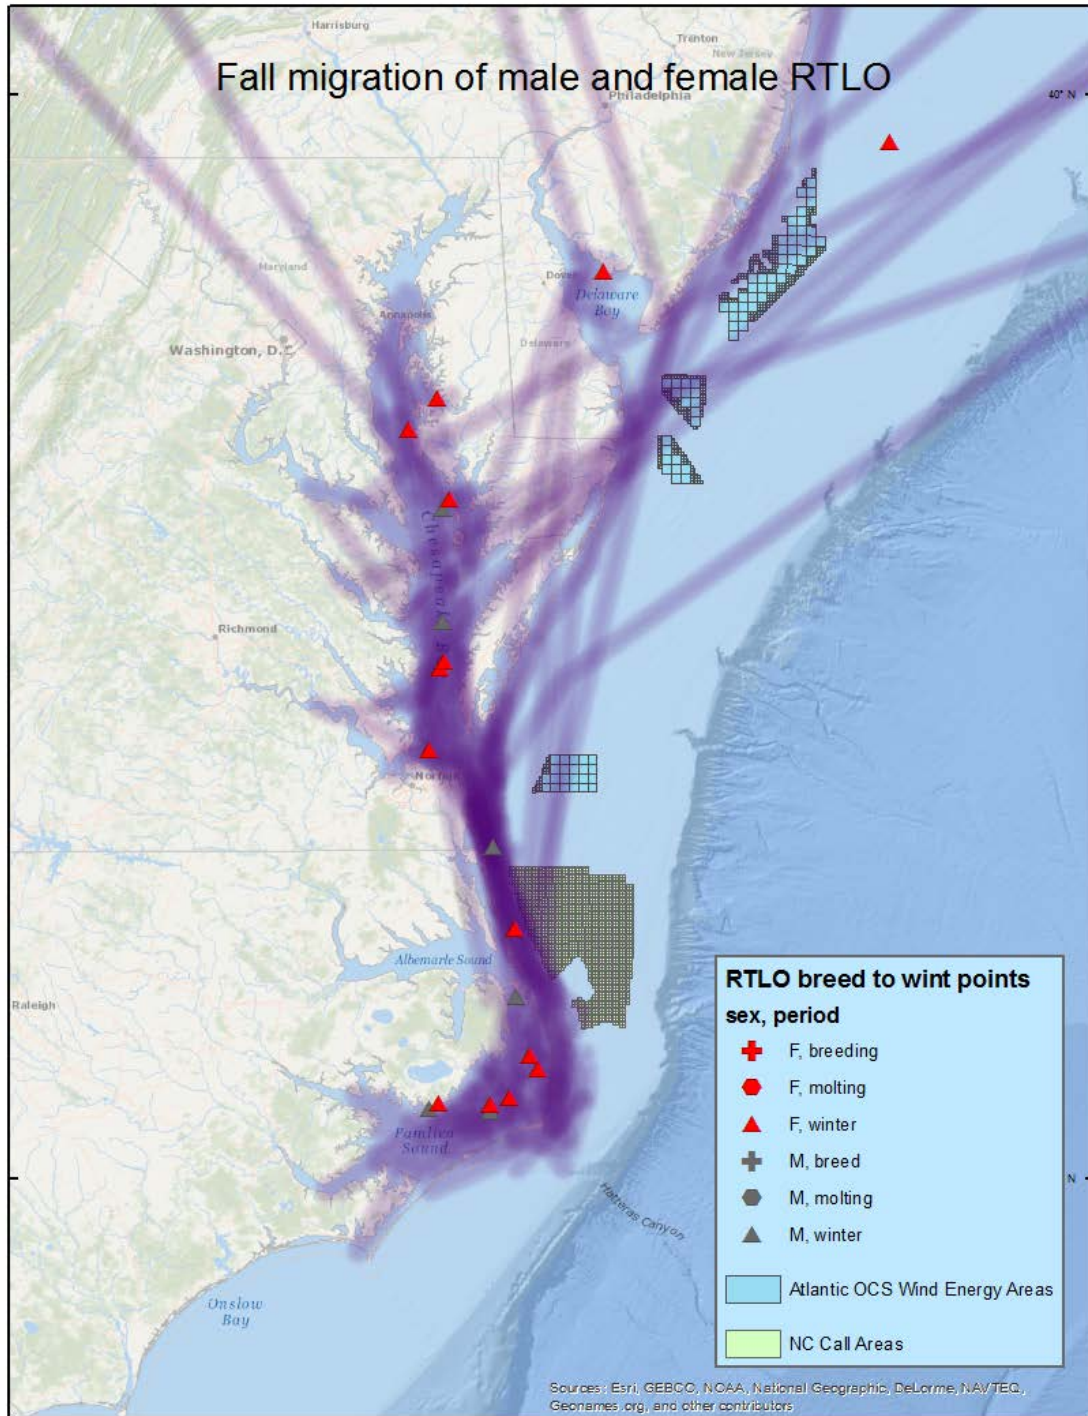 Harrisburg
Trenton
New Jersey
Fall migration of male and female RTLO
Philadelphia
40° N
Maryland
Dover
Delaware
Bay
Annapolis
Delaware
Washington, D.C.
Chesapeake B
Richmond
Norfolk
Albemarle Sound
Raleigh
Pamlico
Sound
N
Hatteras Canyon
Onslow
Bay
RTLO breed to wint points
sex, period
F, breeding
F, molting
F, winter
M, breed
M, molting
M, winter
Atlantic OCS Wind Energy Areas
NC Call Areas
Sources: Esri, GEBCO, NOAA, National Geographic, DeLorme, NAVTEQ,
Geonames.org, and other contributors